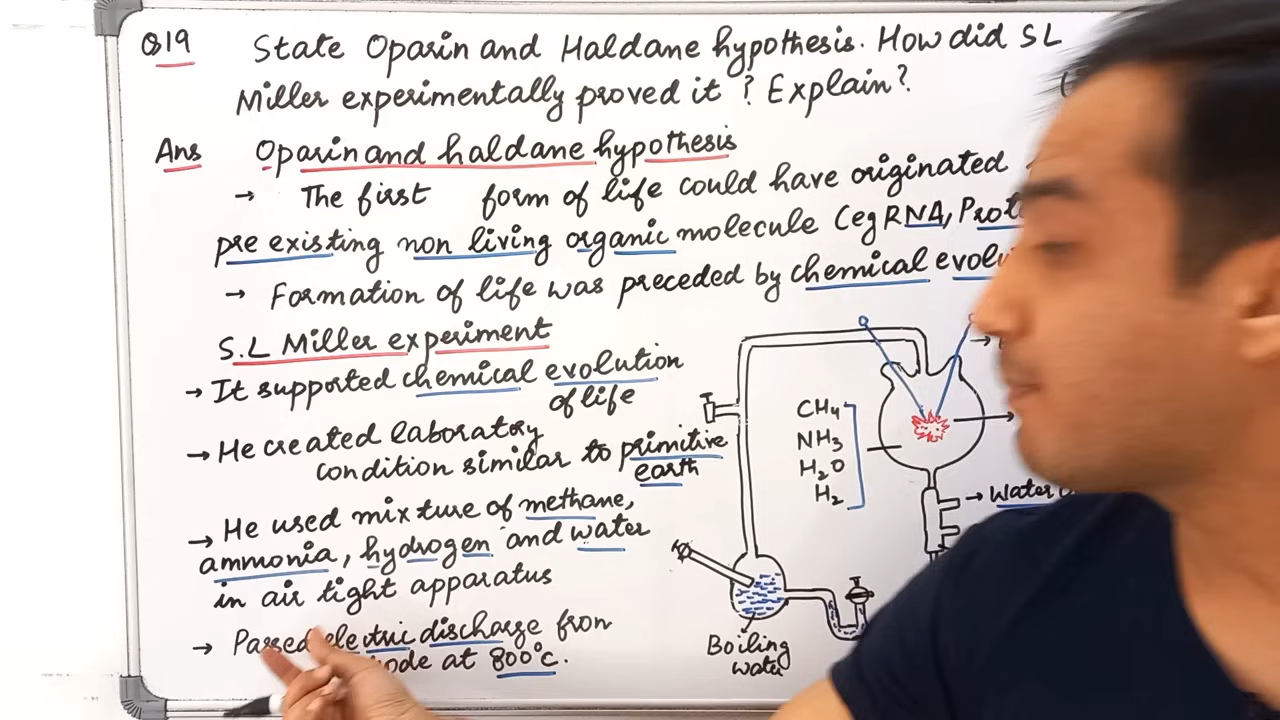 Q19 State Oparin and Haldane hypothesis. How did SL
Miller experimentally proved it ? Explain?
Ans Oparin and haldane hypothesis
→ The first form of life could have originated
pre existing non living organic molecule (eg RNA,
→ Formation of life was preceded by chemical
S.L Miller experiment
→ It supported chemical evolution
of life
→ He created laboratory
condition similar to primitive
earth
→ He used mixture of methane,
ammonia, hydrogen and water
in air tight apparatus
→ Passed electric discharge from
at 800°c.
CH4
NH3
H2O
H2
→ Water
Boiling
water